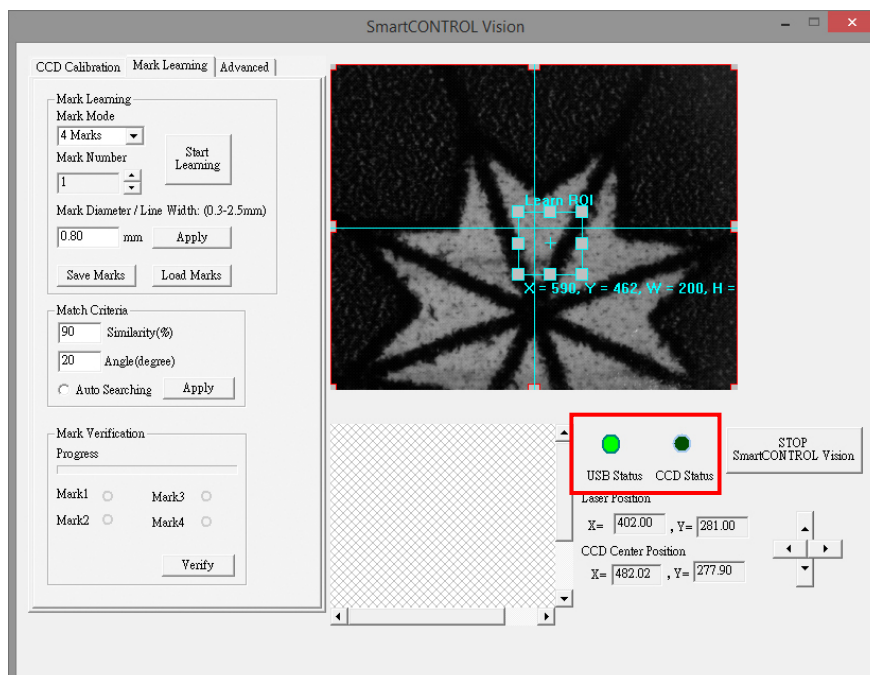 SmartCONTROL Vision
CCD Calibration Mark Learning Advanced
Mark Learning
Mark Mode
4 Marks
Start
Learning
Mark Number
1
Mark Diameter / Line Width: (0.3-2.5mm)
0.80 mm Apply
Save Marks Load Marks
Match Criteria
90 Similarity(%)
20 Angle(degree)
Auto Searching Apply
Mark Verification
Progress
Mark1 Mark3
Mark2 Mark4
Verify
Learn ROI
X = 590, Y = 462, W = 200, H =
USB Status CCD Status
STOP
SmartCONTROL Vision
Laser Position
X= 402.00 , Y= 281.00
CCD Center Position
X= 482.02 , Y= 277.90